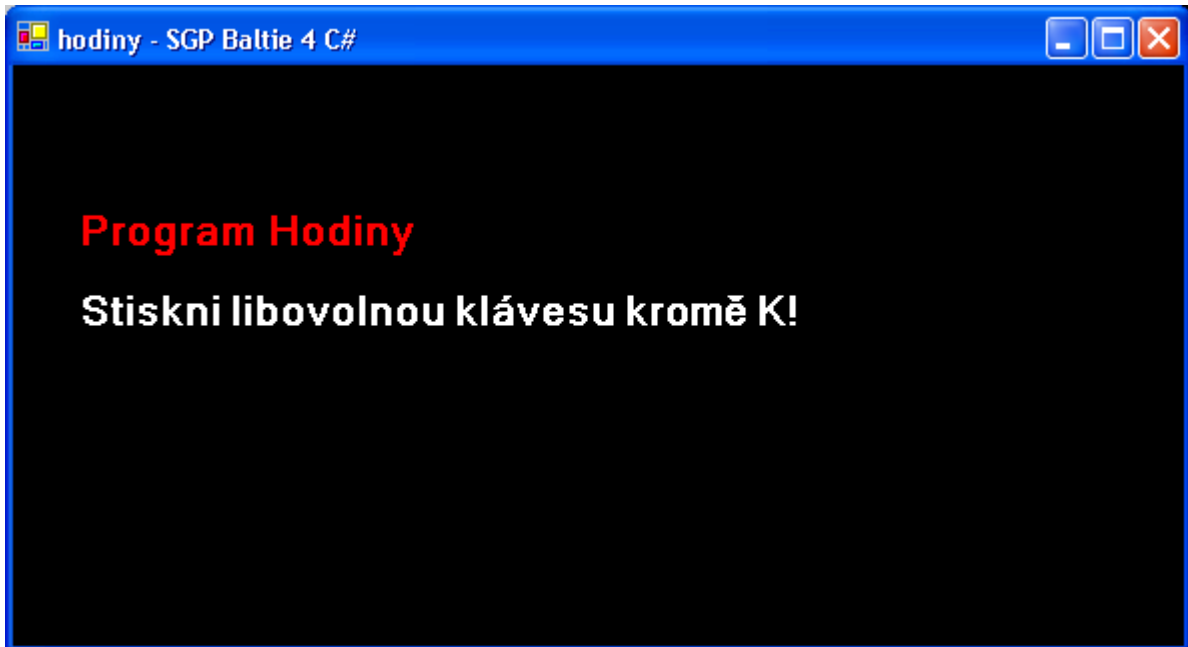 hodiny - SGP Baltie 4 C#
Program Hodiny
Stiskni libovolnou klávesu kromě K!